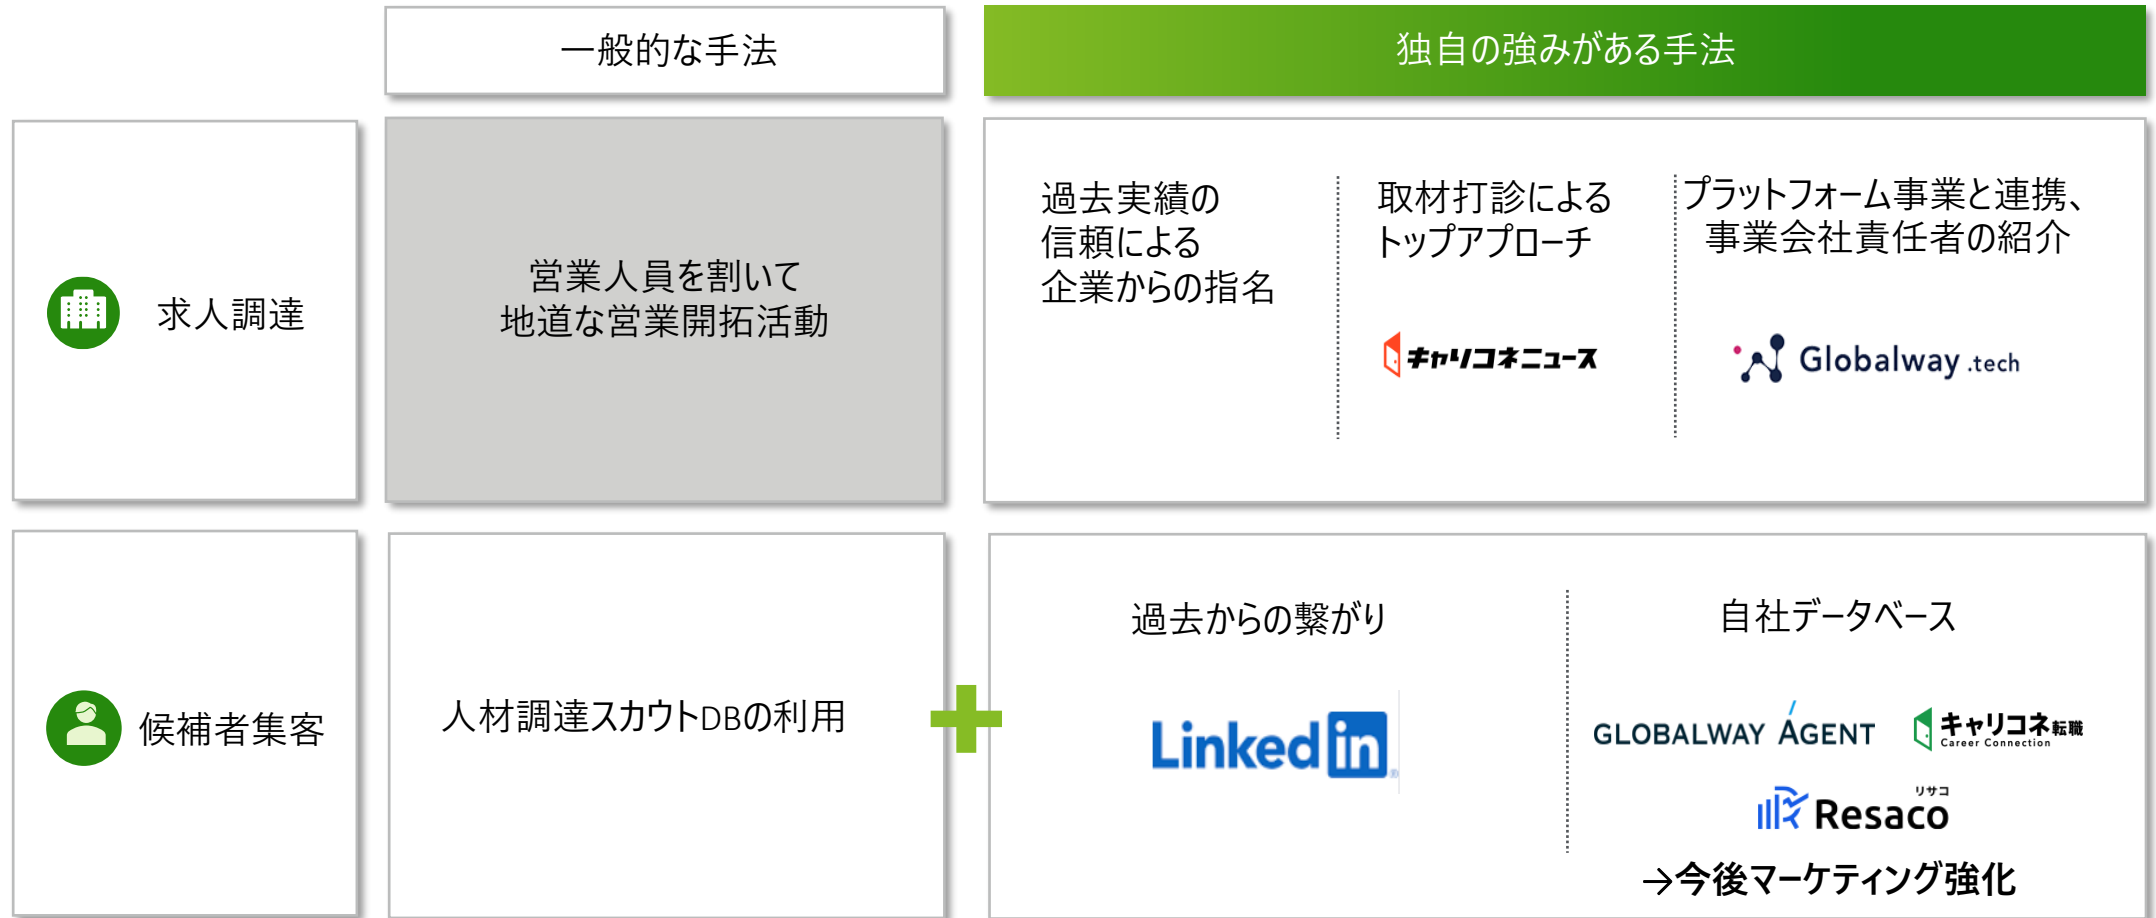 一般的な手法
独自の強みがある手法
求人調達
営業人員を割いて
地道な営業開拓活動
過去実績の
信頼による
企業からの指名
取材打診による
トップアプローチ
キャリコネニュース
プラットフォーム事業と連携、
事業会社責任者の紹介
Globalway.tech
候補者集客
人材調達スカウトDBの利用
過去からの繋がり
LinkedIn
自社データベース
GLOBALWAY AGENT
キャリコネ転職
Career Connection
リサコ
Resaco
→今後マーケティング強化